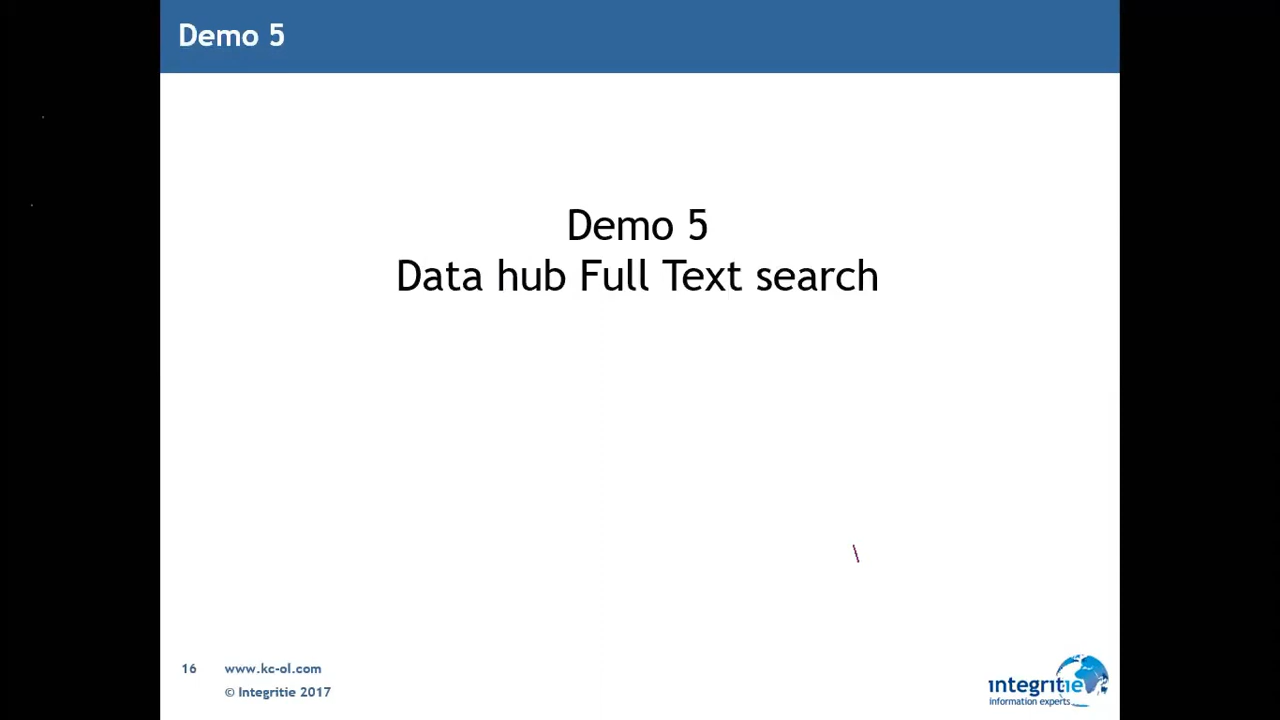 Demo 5
Demo 5
Data hub Full Text search
\
16 www.kc-ol.com
© Integritie 2017
integritie
information experts